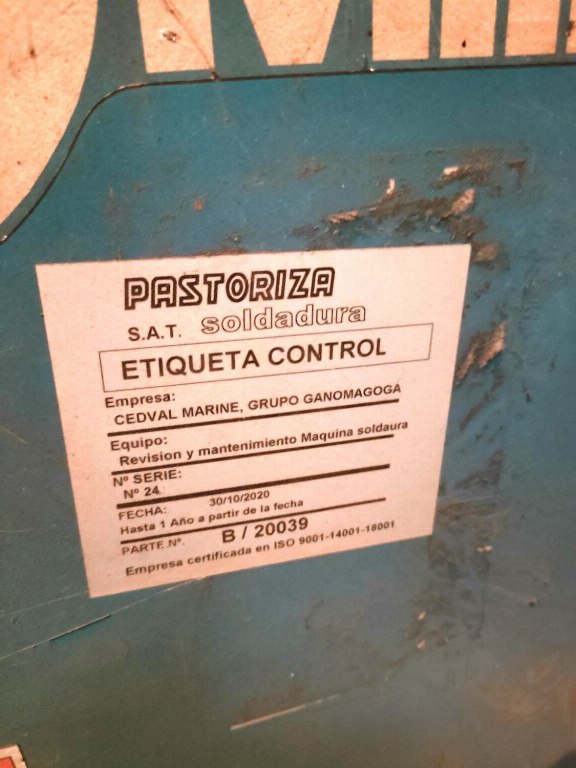 PASTORIZA
S.A.T. soldadura
ETIQUETA CONTROL
Empresa:
CEDVAL MARINE, GRUPO GANOMAGOGA
Equipo:
Revision y mantenimiento Maquina soldaura
Nº SERIE:
Nº 24
FECHA: 30/10/2020
Hasta 1 Año a partir de la fecha
PARTE Nº. B / 20039
Empresa certificada en ISO 9001-14001-18001